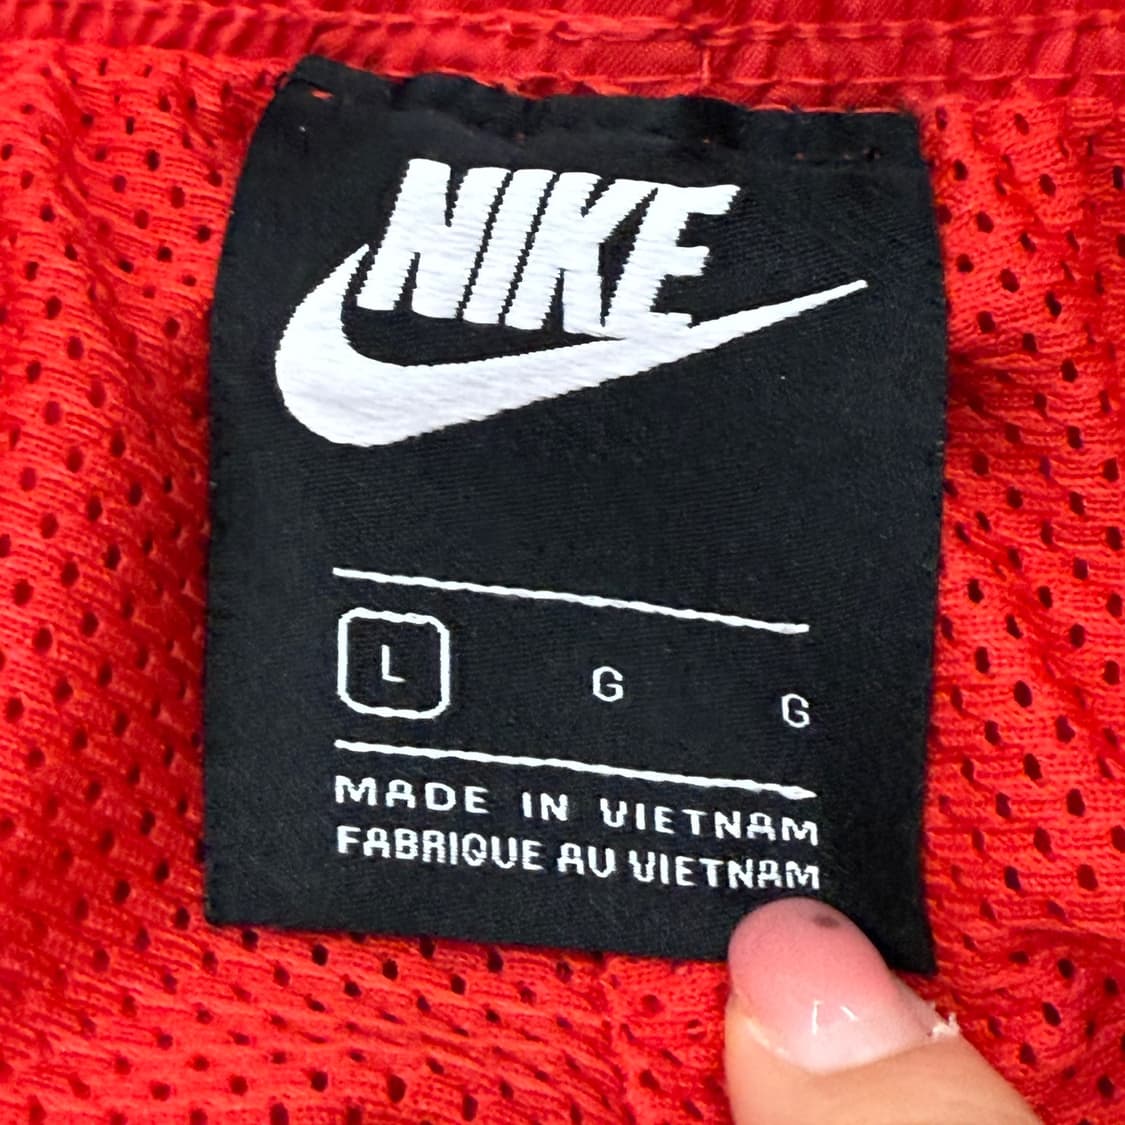 NIKE
L G G
MADE IN VIETNAM
FABRIQUE AU VIETNAM